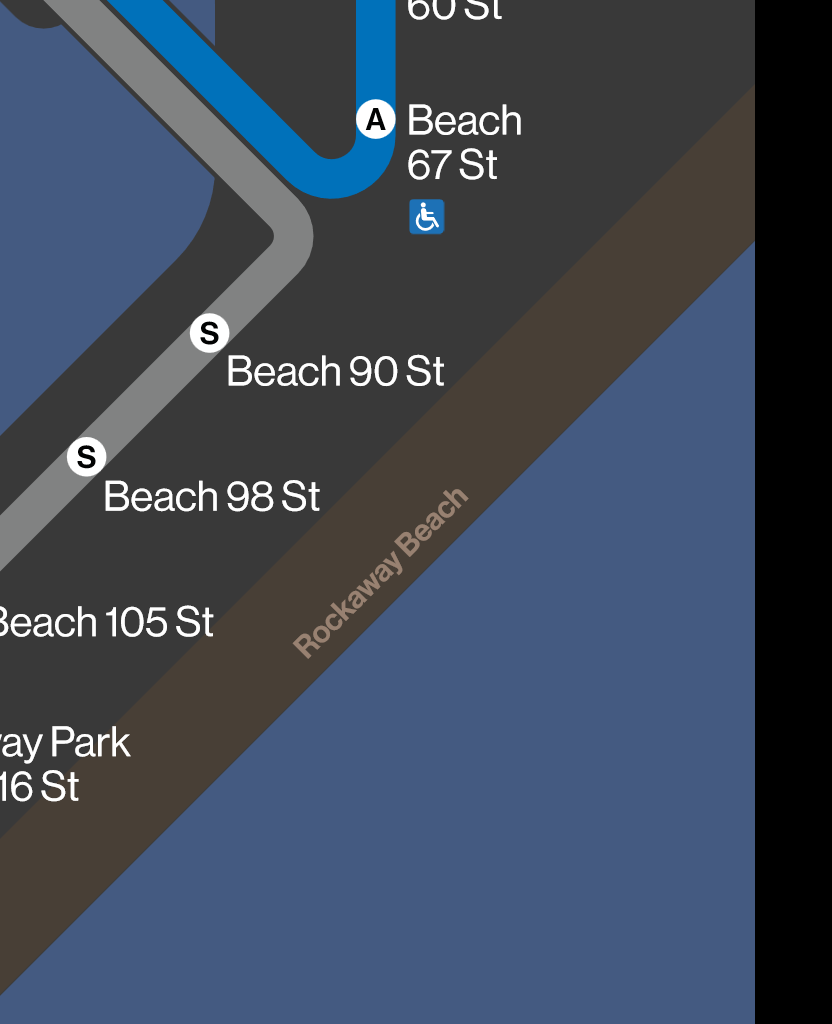 60 St
A
Beach
67 St
S
Beach 90 St
S
Beach 98 St
Rockaway Beach
Beach 105 St
way Park
16 St